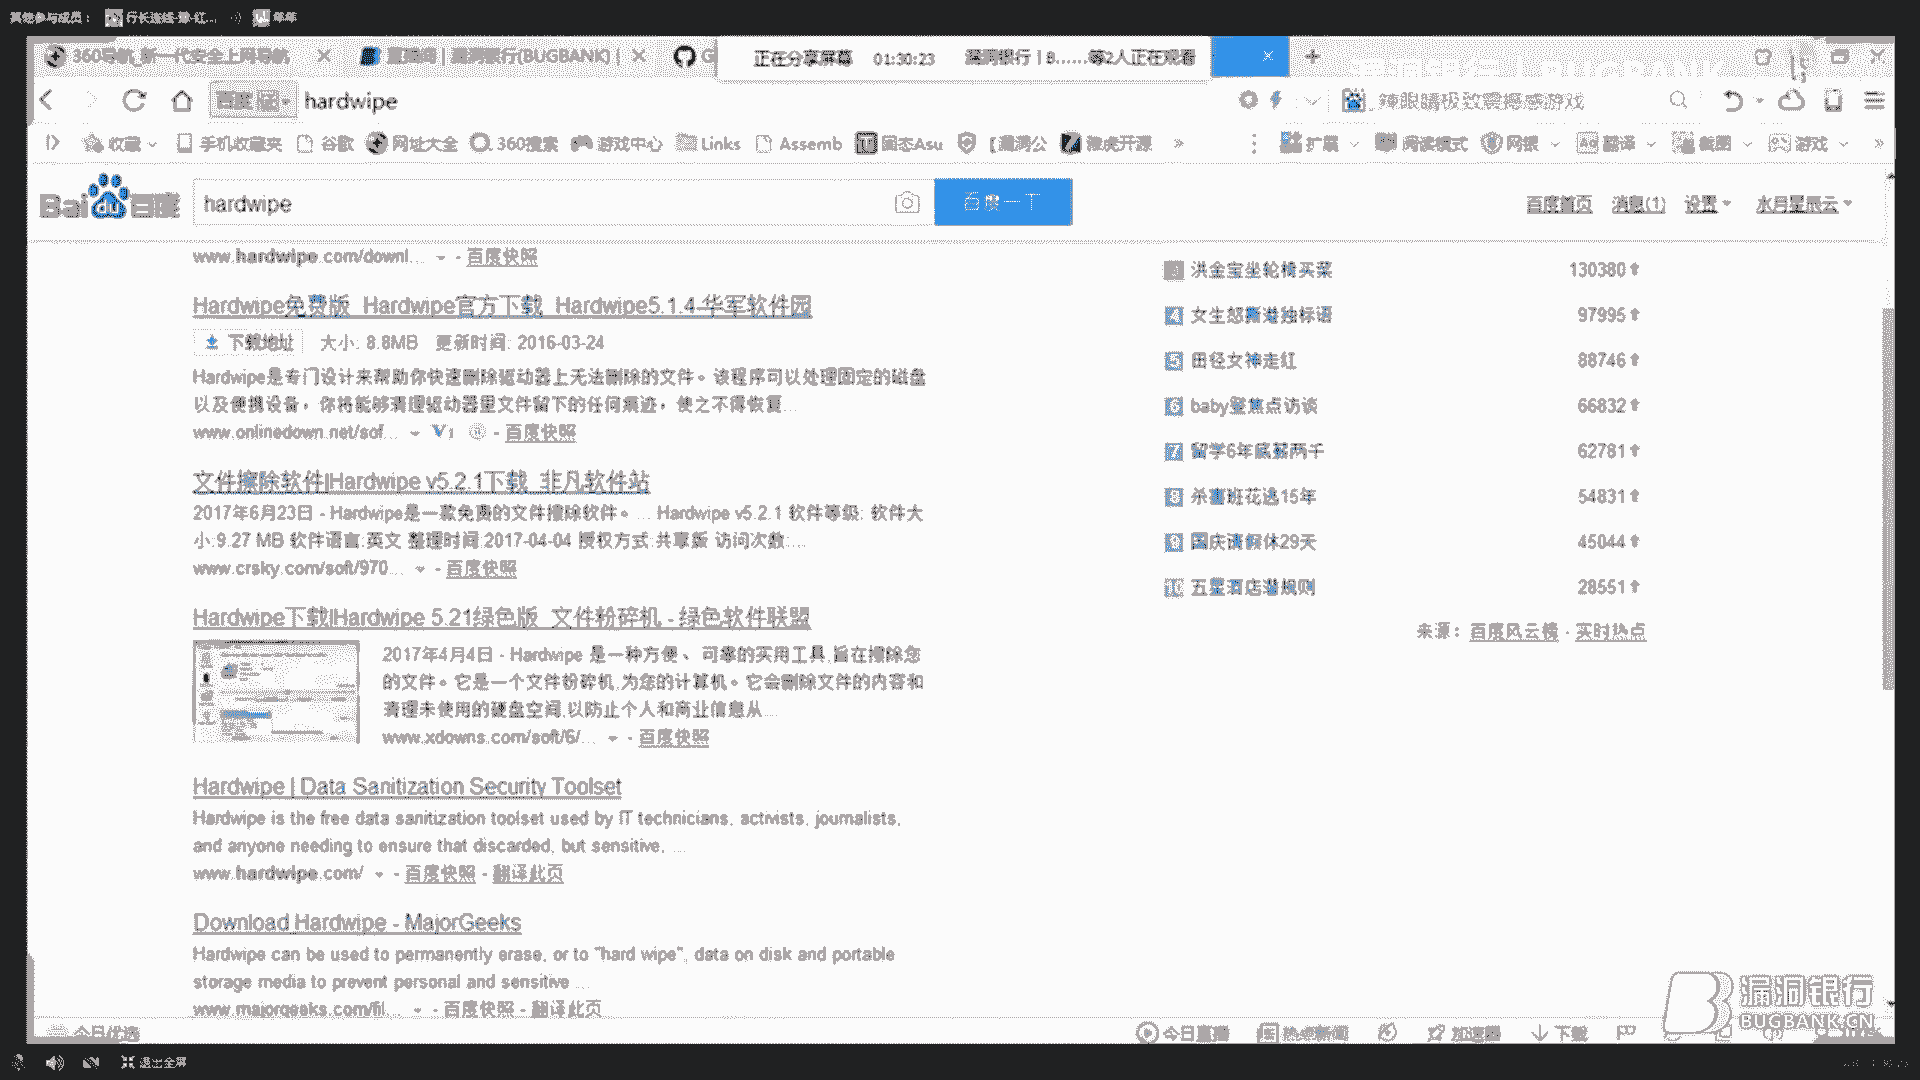 其他参与成员：
行长连线-雅-红...
年年
360导航_新一代安全上网导航
漏洞银行(BUGBANK) |
G
正在分享屏幕 01:30:23 漏洞银行 | B......等2人正在观看
hardwipe
辣眼睛极致震撼感游戏
收藏 手机收藏夹 谷歌 网址大全 360搜索 游戏中心 Links Assemb 固态Asu 【漏洞公 雅虎开源 »
扩展 阅读模式 网银 翻译 截图 游戏 »
Bai du 百度
hardwipe
百度一下
百度首页 消息(1) 设置 水月星辰云
www.hardwipe.com/downl... - 百度快照
Hardwipe免费版_Hardwipe官方下载_Hardwipe5.1.4-华军软件园
下载地址 大小: 8.8MB 更新时间: 2016-03-24
Hardwipe是专门设计来帮助你快速删除驱动器上无法删除的文件。该程序可以处理固定的磁盘
以及便携设备，你将能够清理驱动器里文件留下的任何痕迹，使之不得恢复...
www.onlinedown.net/sof... V1 - 百度快照
文件擦除软件|Hardwipe v5.2.1下载_非凡软件站
2017年6月23日 - Hardwipe是一款免费的文件擦除软件。 ... Hardwipe v5.2.1 软件等级: 软件大
小:9.27 MB 软件语言:英文 整理时间:2017-04-04 授权方式:共享版 访问次数:...
www.crsky.com/soft/970... - 百度快照
Hardwipe下载|Hardwipe 5.21绿色版_文件粉碎机 - 绿色软件联盟
2017年4月4日 - Hardwipe 是一种方便、可靠的实用工具,旨在擦除您
的文件。它是一个文件粉碎机,为您的计算机。它会删除文件的内容和
清理未使用的硬盘空间,以防止个人和商业信息从...
www.xdowns.com/soft/6/... - 百度快照
Hardwipe | Data Sanitization Security Toolset
Hardwipe is the free data sanitization toolset used by IT technicians, activists, journalists,
and anyone needing to ensure that discarded, but sensitive, ...
www.hardwipe.com/ - 百度快照 - 翻译此页
Download Hardwipe - MajorGeeks
Hardwipe can be used to permanently erase, or to "hard wipe", data on disk and portable
storage media to prevent personal and sensitive ...
www.majorgeeks.com/fil... - 百度快照 - 翻译此页
3 洪金宝坐轮椅买菜 130380
4 女生怒撕港独标语 97995
5 田径女神走红 88746
6 baby登焦点访谈 66832
7 留学6年底薪两千 62781
8 杀害班花逃15年 54831
9 国庆请假休29天 45044
10 五星酒店潜规则 28551
来源：百度风云榜 - 实时热点
今日优选
今日直播 热点新闻 加速器 下载
漏洞银行
BUGBANK.CN
退出全屏